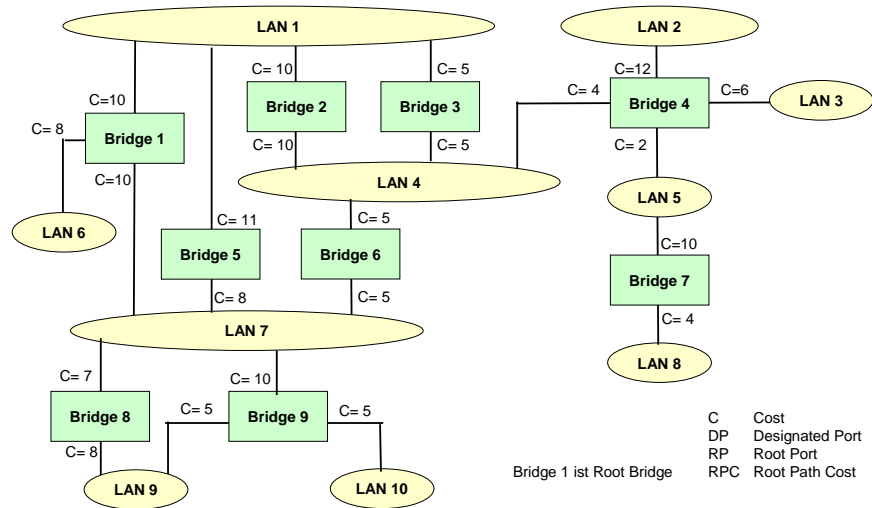 LAN 1
LAN 2
C= 10
C= 5
C=12
C= 4
C=6
C=10
Bridge 2
Bridge 3
Bridge 4
LAN 3
C= 8
Bridge 1
C= 10
C= 5
C= 2
C=10
LAN 4
LAN 5
C= 11
C= 5
LAN 6
Bridge 5
Bridge 6
C=10
Bridge 7
C= 8
C= 5
C= 4
LAN 7
LAN 8
C= 7
C= 10
Bridge 8
C= 5
Bridge 9
C= 5
C Cost
DP Designated Port
C= 8
RP Root Port
Bridge 1 ist Root Bridge
RPC Root Path Cost
LAN 9
LAN 10